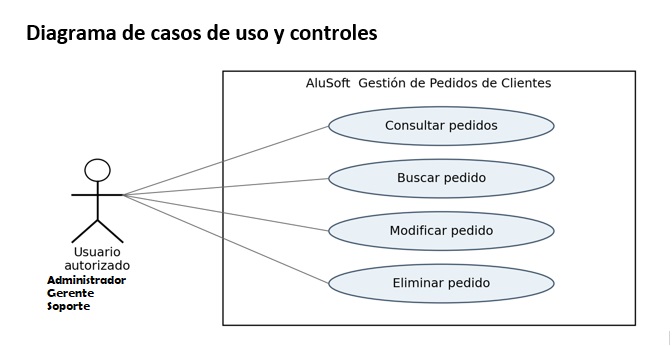 Diagrama de casos de uso y controles
AluSoft Gestión de Pedidos de Clientes
Consultar pedidos
Buscar pedido
Modificar pedido
Eliminar pedido
Usuario
autorizado
Administrador
Gerente
Soporte